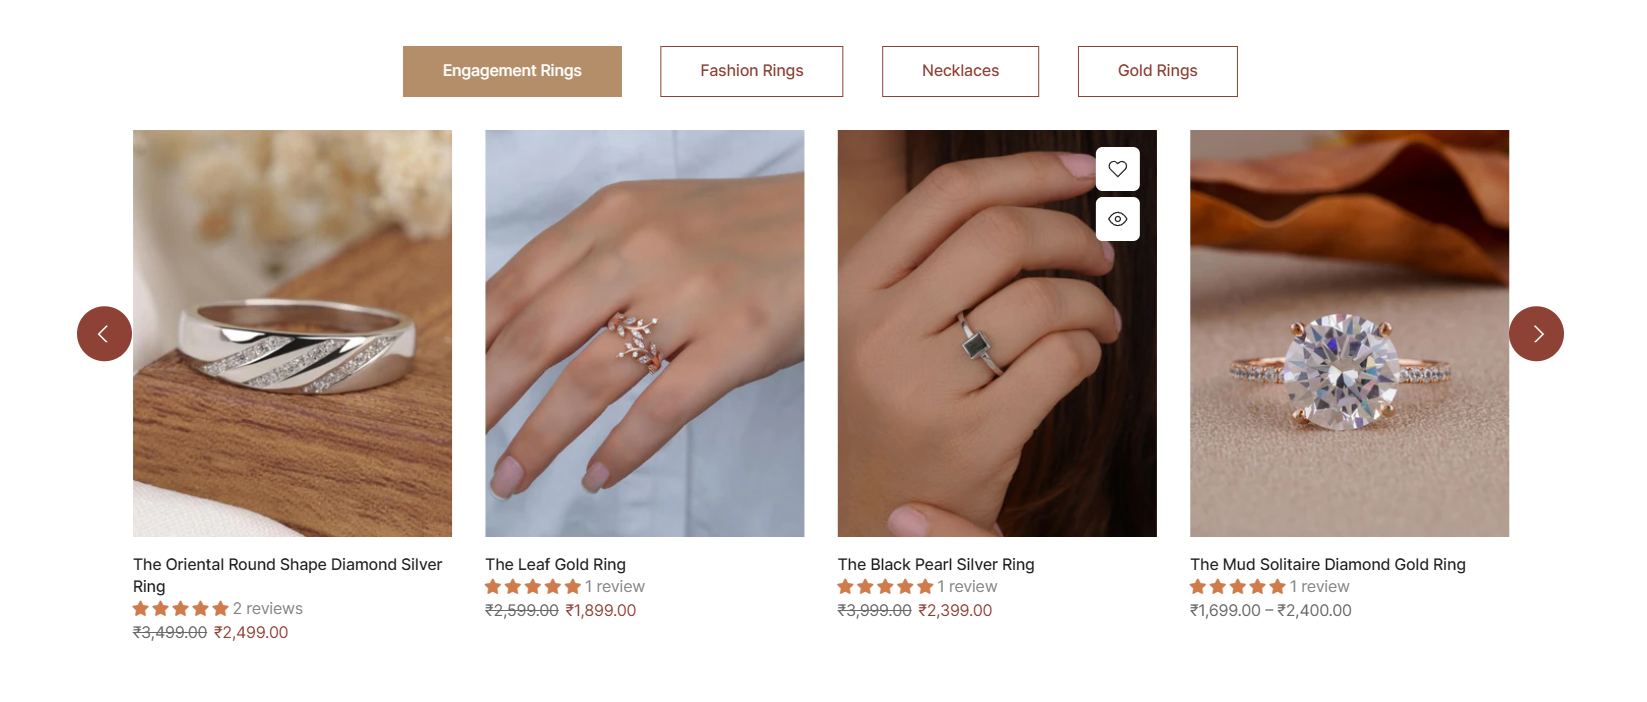 Engagement Rings
Fashion Rings
Necklaces
Gold Rings
The Oriental Round Shape Diamond Silver
Ring
2 reviews
₹3,499.00 ₹2,499.00
The Leaf Gold Ring
1 review
₹2,599.00 ₹1,899.00
The Black Pearl Silver Ring
1 review
₹3,999.00 ₹2,399.00
The Mud Solitaire Diamond Gold Ring
1 review
₹1,699.00 – ₹2,400.00